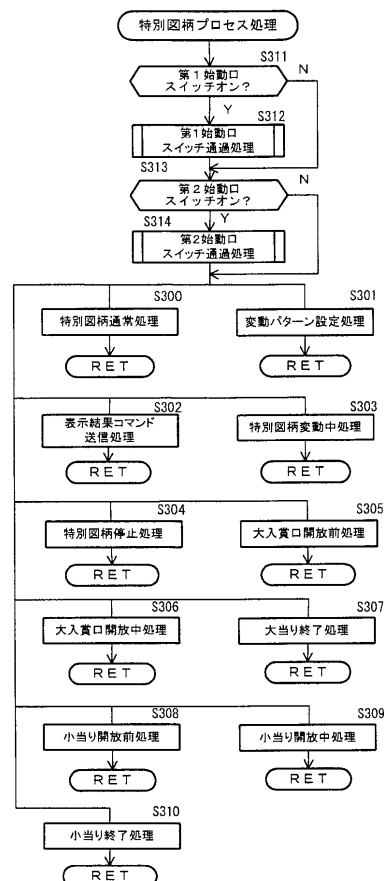 特別図柄プロセス処理
S311
第1始動口
スイッチオン？
N
Y
S312
第1始動口
スイッチ通過処理
S313
第2始動口
スイッチオン？
N
Y
S314
第2始動口
スイッチ通過処理
S300
特別図柄通常処理
RET
S301
変動パターン設定処理
RET
S302
表示結果コマンド
送信処理
RET
S303
特別図柄変動中処理
RET
S304
特別図柄停止処理
RET
S305
大入賞口開放前処理
RET
S306
大入賞口開放中処理
RET
S307
大当り終了処理
RET
S308
小当り開放前処理
RET
S309
小当り開放中処理
RET
S310
小当り終了処理
RET